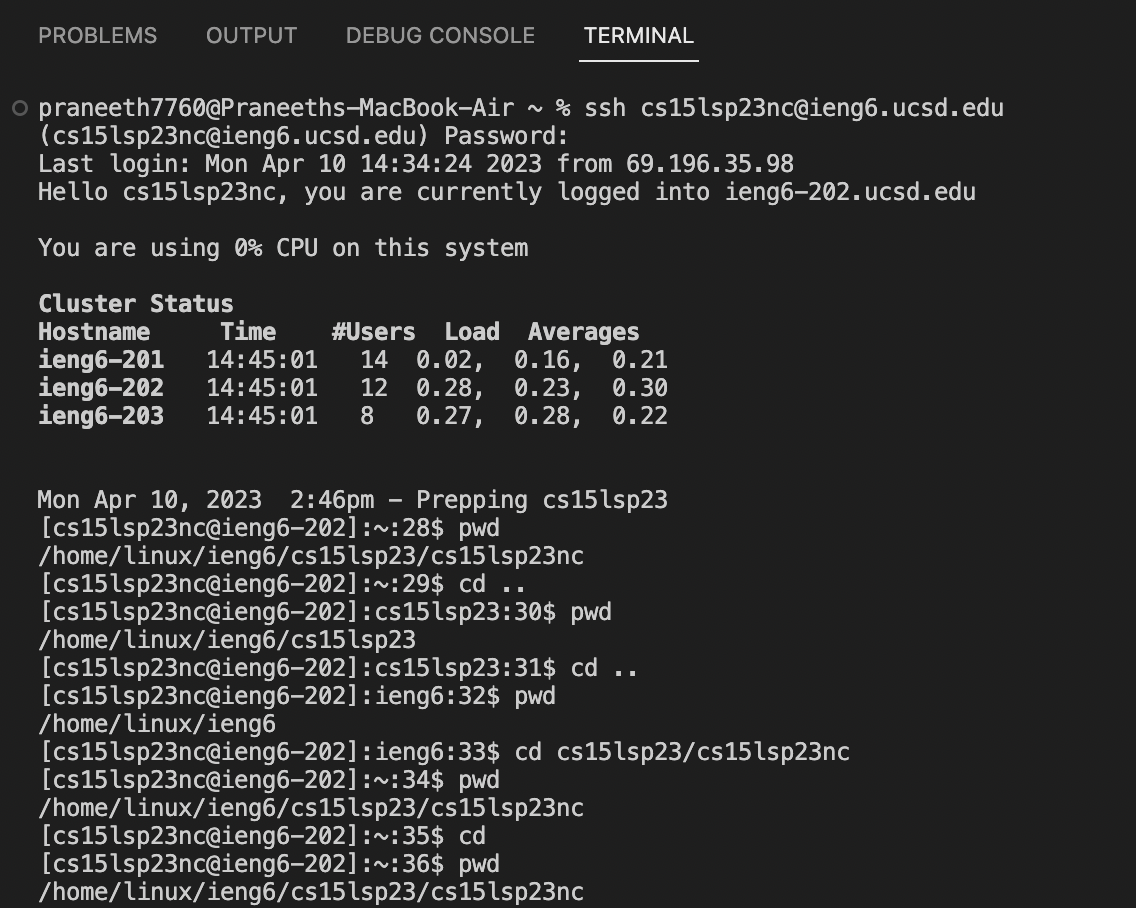 PROBLEMS OUTPUT DEBUG CONSOLE TERMINAL
praneeth7760@Praneeths-MacBook-Air ~ % ssh cs15lsp23nc@ieng6.ucsd.edu
(cs15lsp23nc@ieng6.ucsd.edu) Password:
Last login: Mon Apr 10 14:34:24 2023 from 69.196.35.98
Hello cs15lsp23nc, you are currently logged into ieng6-202.ucsd.edu
You are using 0% CPU on this system
Cluster Status
Hostname     Time    #Users  Load  Averages
ieng6-201   14:45:01   14  0.02,  0.16,  0.21
ieng6-202   14:45:01   12  0.28,  0.23,  0.30
ieng6-203   14:45:01   8   0.27,  0.28,  0.22
Mon Apr 10, 2023  2:46pm - Prepping cs15lsp23
[cs15lsp23nc@ieng6-202]:~:28$ pwd
/home/linux/ieng6/cs15lsp23/cs15lsp23nc
[cs15lsp23nc@ieng6-202]:~:29$ cd ..
[cs15lsp23nc@ieng6-202]:cs15lsp23:30$ pwd
/home/linux/ieng6/cs15lsp23
[cs15lsp23nc@ieng6-202]:cs15lsp23:31$ cd ..
[cs15lsp23nc@ieng6-202]:ieng6:32$ pwd
/home/linux/ieng6
[cs15lsp23nc@ieng6-202]:ieng6:33$ cd cs15lsp23/cs15lsp23nc
[cs15lsp23nc@ieng6-202]:~:34$ pwd
/home/linux/ieng6/cs15lsp23/cs15lsp23nc
[cs15lsp23nc@ieng6-202]:~:35$ cd
[cs15lsp23nc@ieng6-202]:~:36$ pwd
/home/linux/ieng6/cs15lsp23/cs15lsp23nc